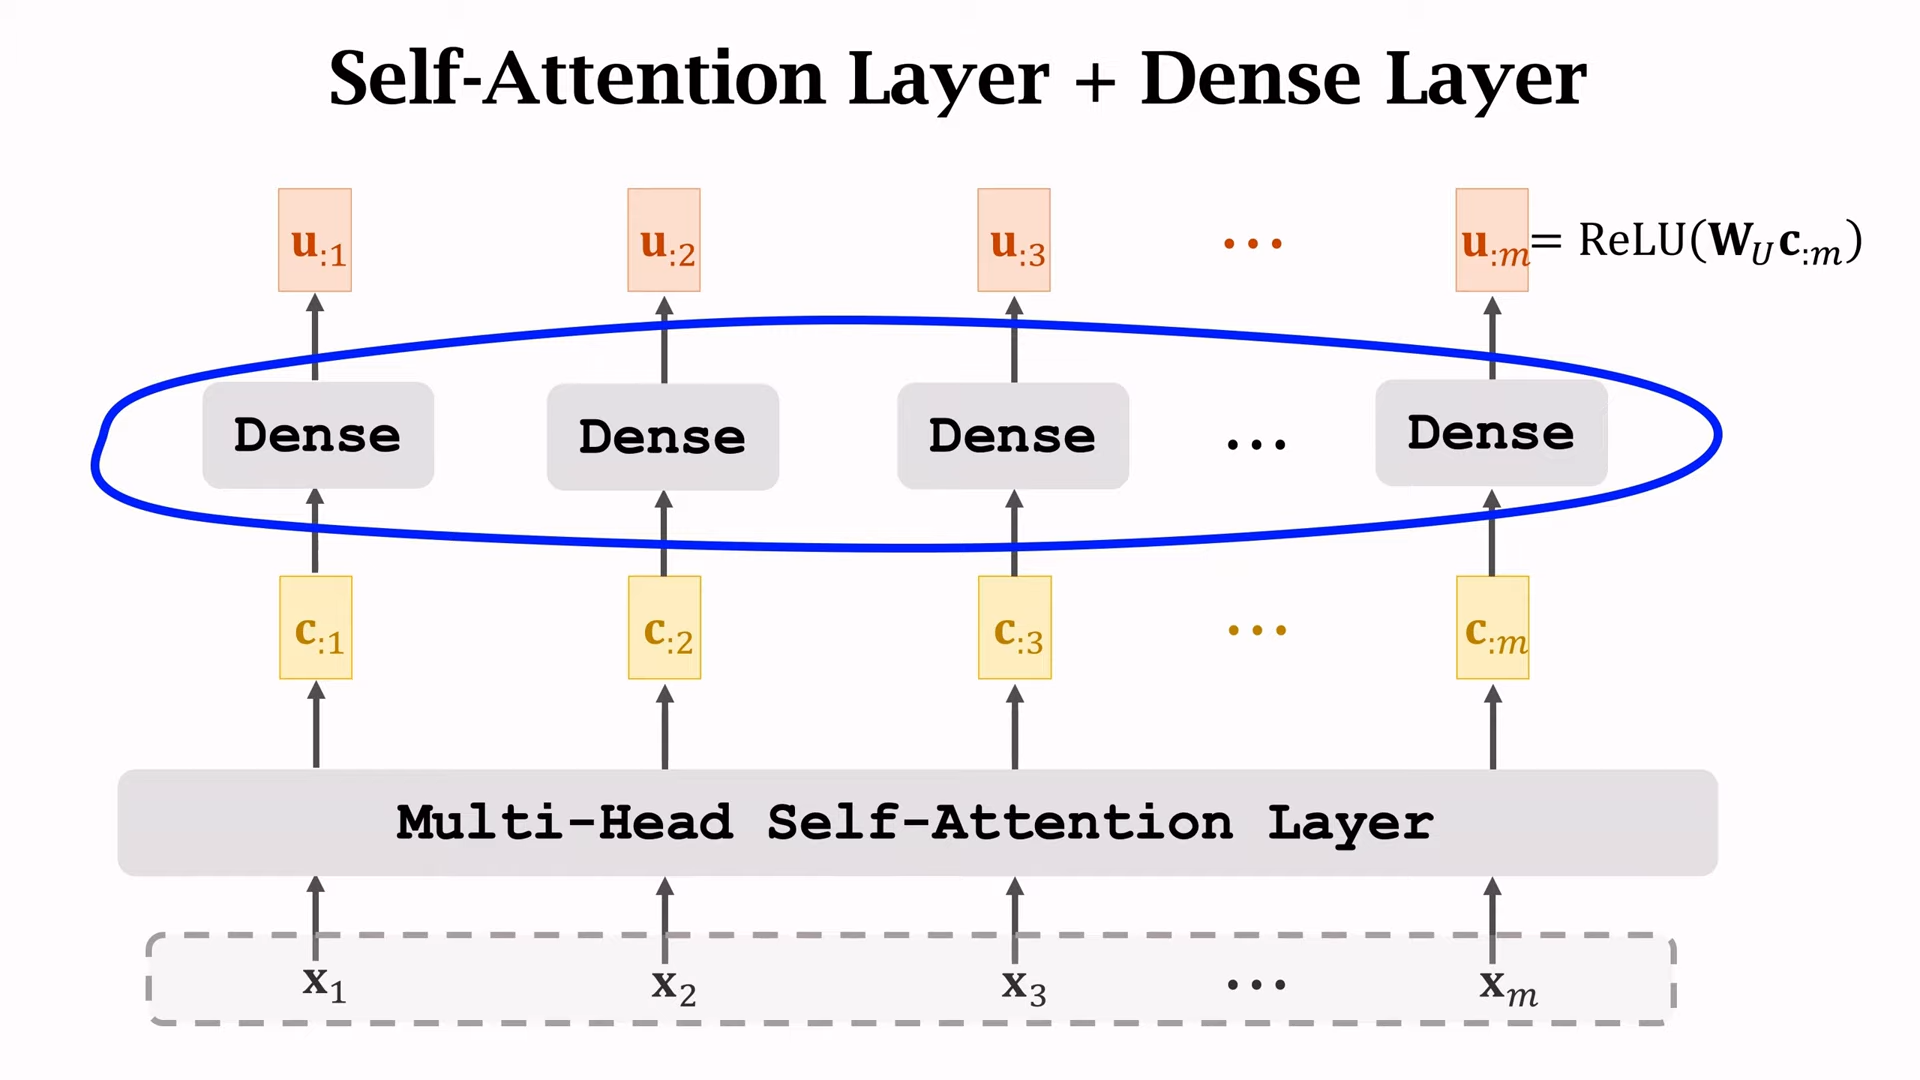 Self-Attention Layer + Dense Layer
u:1 u:2 u:3 ... u:m = ReLU(W_U c:m)
Dense Dense Dense ... Dense
c:1 c:2 c:3 ... c:m
Multi-Head Self-Attention Layer
x1 x2 x3 ... xm